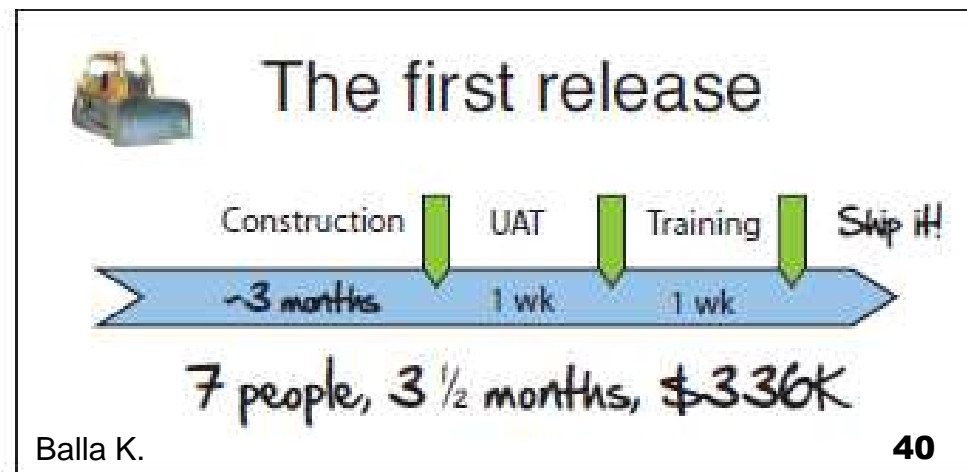 The first release
Construction UAT Training Ship it!
~3 months 1 wk 1 wk
7 people, 3 ½ months, $336K
Balla K. 40